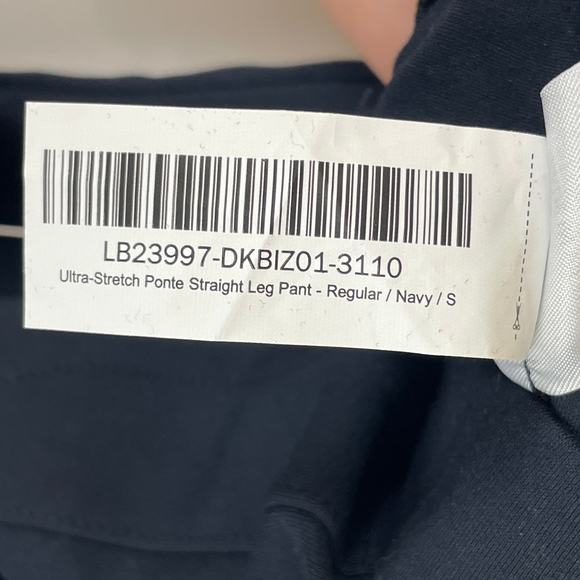 LB23997-DKBIZ01-3110
Ultra-Stretch Ponte Straight Leg Pant - Regular / Navy / S